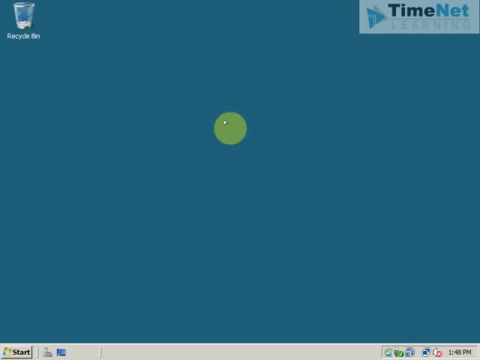 TimeNet
LEARNING
Recycle Bin
Start
1:48 PM